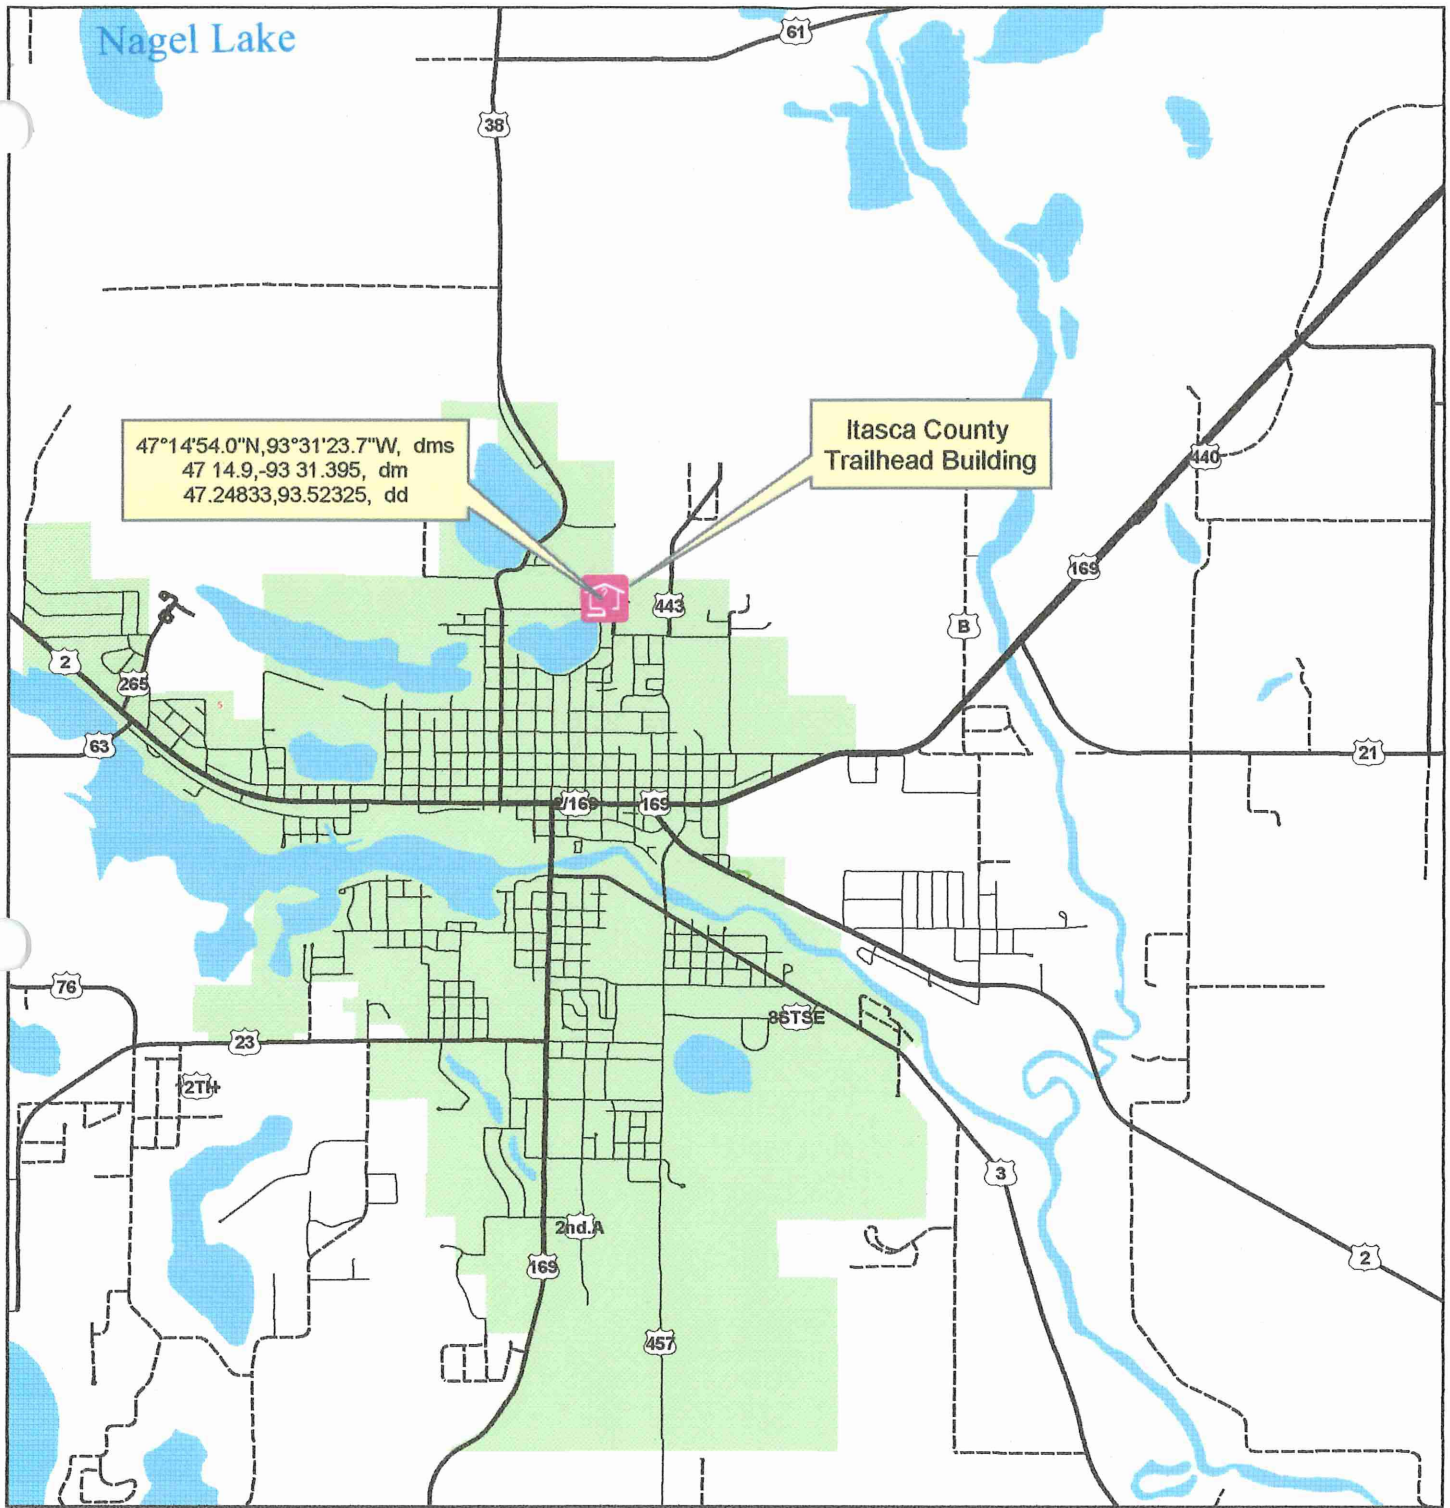 Nagel Lake
61
38
47°14'54.0"N,93°31'23.7"W, dms
47 14.9,-93 31.395, dm
47.24833,93.52325, dd
Itasca County
Trailhead Building
440
169
443
B
2
265
5
63
21
2/169
169
76
8STSE
23
2TH
3
2nd.A
169
2
457